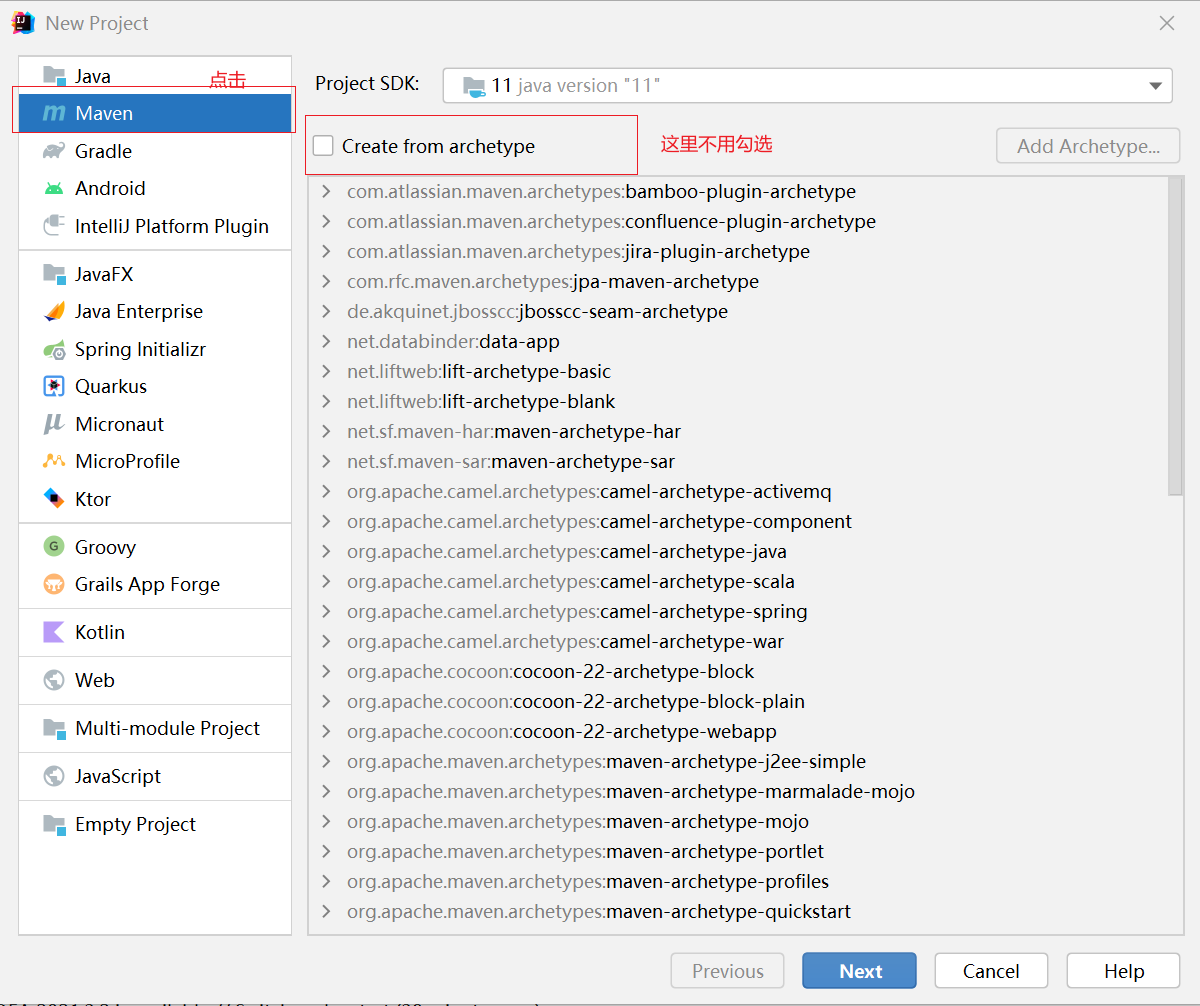 New Project
Java
点击
Maven
Gradle
Android
IntelliJ Platform Plugin
JavaFX
Java Enterprise
Spring Initializr
Quarkus
Micronaut
MicroProfile
Ktor
Groovy
Grails App Forge
Kotlin
Web
Multi-module Project
JavaScript
Empty Project
Project SDK: 11 java version "11"
Create from archetype 这里不用勾选 Add Archetype...
com.atlassian.maven.archetypes:bamboo-plugin-archetype
com.atlassian.maven.archetypes:confluence-plugin-archetype
com.atlassian.maven.archetypes:jira-plugin-archetype
com.rfc.maven.archetypes:jpa-maven-archetype
de.akquinet.jbosscc:jbosscc-seam-archetype
net.databinder:data-app
net.liftweb:lift-archetype-basic
net.liftweb:lift-archetype-blank
net.sf.maven-har:maven-archetype-har
net.sf.maven-sar:maven-archetype-sar
org.apache.camel.archetypes:camel-archetype-activemq
org.apache.camel.archetypes:camel-archetype-component
org.apache.camel.archetypes:camel-archetype-java
org.apache.camel.archetypes:camel-archetype-scala
org.apache.camel.archetypes:camel-archetype-spring
org.apache.camel.archetypes:camel-archetype-war
org.apache.cocoon:cocoon-22-archetype-block
org.apache.cocoon:cocoon-22-archetype-block-plain
org.apache.cocoon:cocoon-22-archetype-webapp
org.apache.maven.archetypes:maven-archetype-j2ee-simple
org.apache.maven.archetypes:maven-archetype-marmalade-mojo
org.apache.maven.archetypes:maven-archetype-mojo
org.apache.maven.archetypes:maven-archetype-portlet
org.apache.maven.archetypes:maven-archetype-profiles
org.apache.maven.archetypes:maven-archetype-quickstart
Previous Next Cancel Help